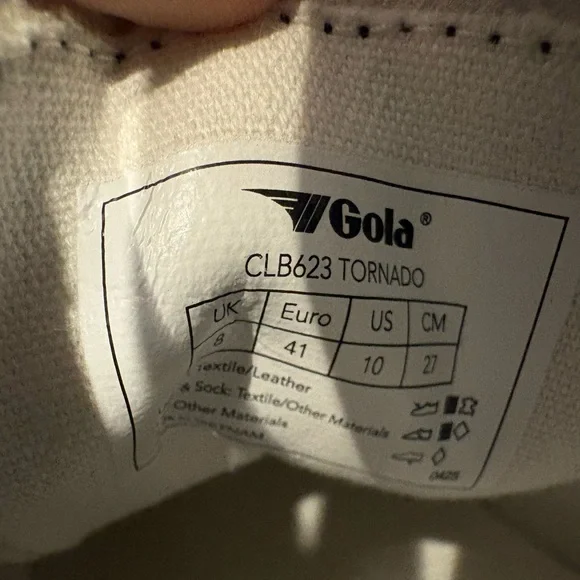 Gola®
CLB623 TORNADO
UK Euro US CM
8 41 10 27
Textile/Leather
& Sock: Textile/Other Materials
Other Materials
0425